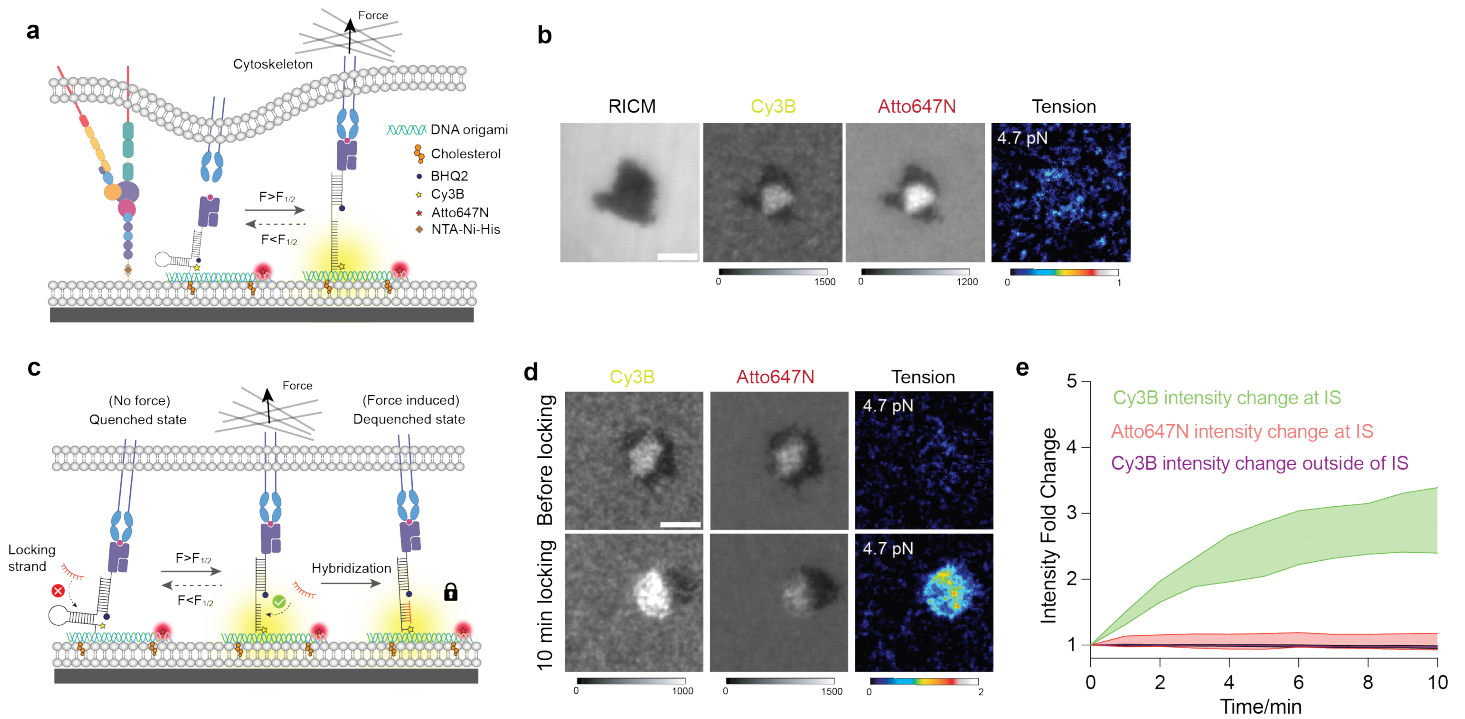 a
Force
Cytoskeleton
DNA origami
Cholesterol
BHQ2
Cy3B
Atto647N
NTA-Ni-His
F>F1/2
F<F1/2
b
RICM
Cy3B
Atto647N
Tension
4.7 pN
0
1500
0
1200
0
1
c
(No force)
Quenched state
Force
(Force induced)
Dequenched state
Locking
strand
F>F1/2
F<F1/2
Hybridization
d
Cy3B
Atto647N
Tension
Before locking
4.7 pN
10 min locking
4.7 pN
0
1000
0
1500
0
2
e
Cy3B intensity change at IS
Atto647N intensity change at IS
Cy3B intensity change outside of IS
Intensity Fold Change
5
4
3
2
1
0
2
4
6
8
10
Time/min